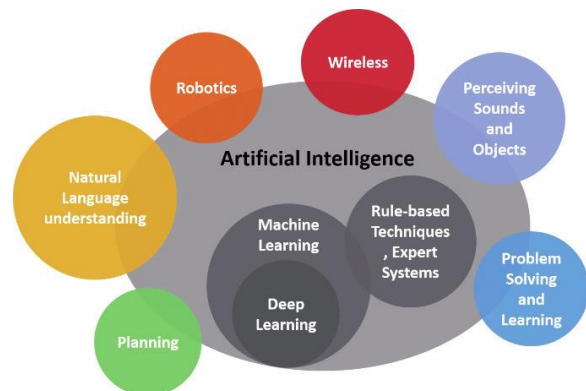 Wireless
Robotics
Perceiving
Sounds
and
Objects
Artificial Intelligence
Natural
Language
understanding
Machine
Learning
Rule-based
Techniques
, Expert
Systems
Problem
Solving
and
Learning
Deep
Learning
Planning